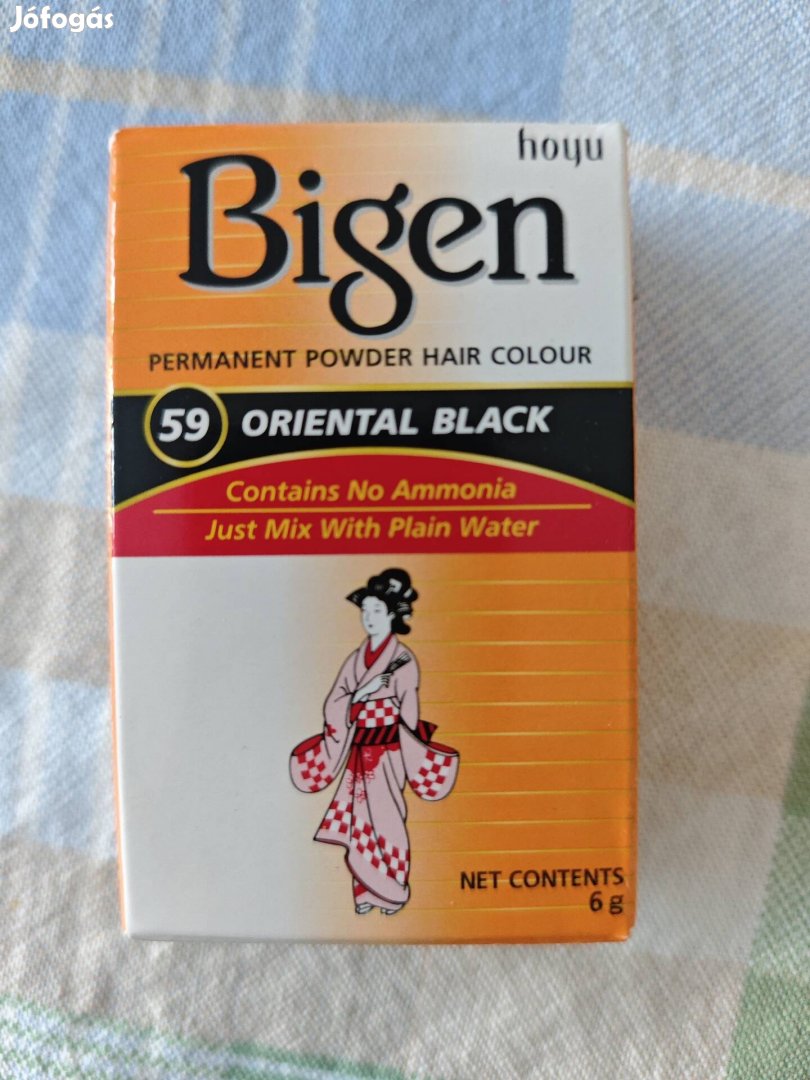 Jófogás
hoyu
Bigen
PERMANENT POWDER HAIR COLOUR
59 ORIENTAL BLACK
Contains No Ammonia
Just Mix With Plain Water
NET CONTENTS
6 g